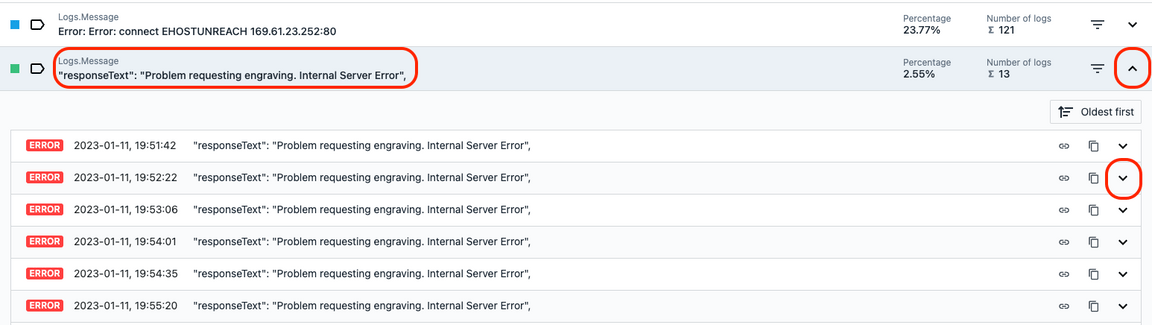 Logs.Message
Error: Error: connect EHOSTUNREACH 169.61.23.252:80
Percentage
23.77%
Number of logs
Σ 121
Logs.Message
"responseText": "Problem requesting engraving. Internal Server Error",
Percentage
2.55%
Number of logs
Σ 13
Oldest first
ERROR 2023-01-11, 19:51:42 "responseText": "Problem requesting engraving. Internal Server Error",
ERROR 2023-01-11, 19:52:22 "responseText": "Problem requesting engraving. Internal Server Error",
ERROR 2023-01-11, 19:53:06 "responseText": "Problem requesting engraving. Internal Server Error",
ERROR 2023-01-11, 19:54:01 "responseText": "Problem requesting engraving. Internal Server Error",
ERROR 2023-01-11, 19:54:35 "responseText": "Problem requesting engraving. Internal Server Error",
ERROR 2023-01-11, 19:55:20 "responseText": "Problem requesting engraving. Internal Server Error",